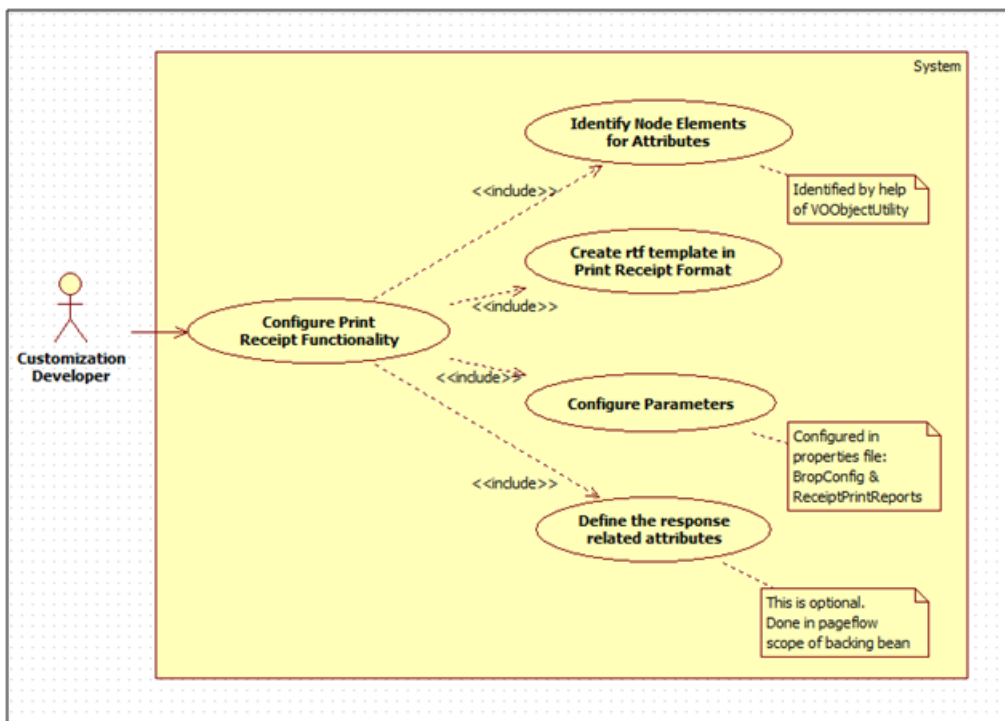 System
Identify Node Elements
for Attributes
<<include>>
Identified by help
of VOObjectUtility
Create rtf template in
Print Receipt Format
<<include>>
Configure Print
Receipt Functionality
Customization
Developer
<<include>>
Configure Parameters
Configured in
properties file:
BropConfig &
ReceiptPrintReports
<<include>>
Define the response
related attributes
This is optional.
Done in pageflow
scope of backing bean